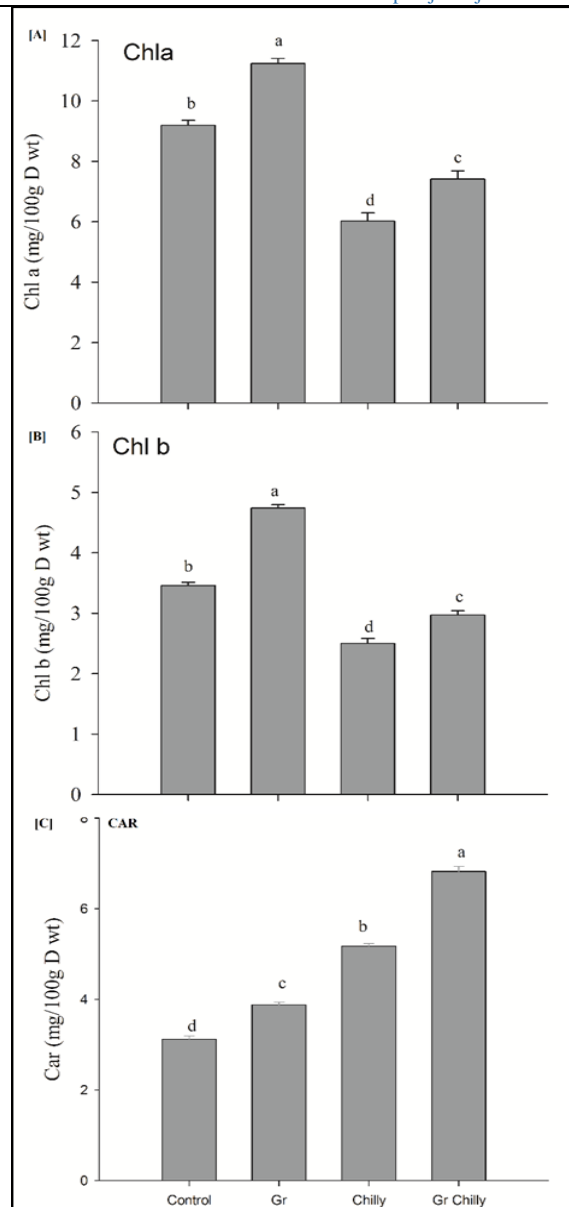 [A]
Chla
12
10
8
6
4
2
0
Chl a (mg/100g D wt)
b
a
d
c
[B]
Chl b
6
5
4
3
2
1
0
Chl b (mg/100g D wt)
b
a
d
c
[C]
CAR
6
4
2
0
Car (mg/100g D wt)
d
c
b
a
Control Gr Chilly Gr Chilly